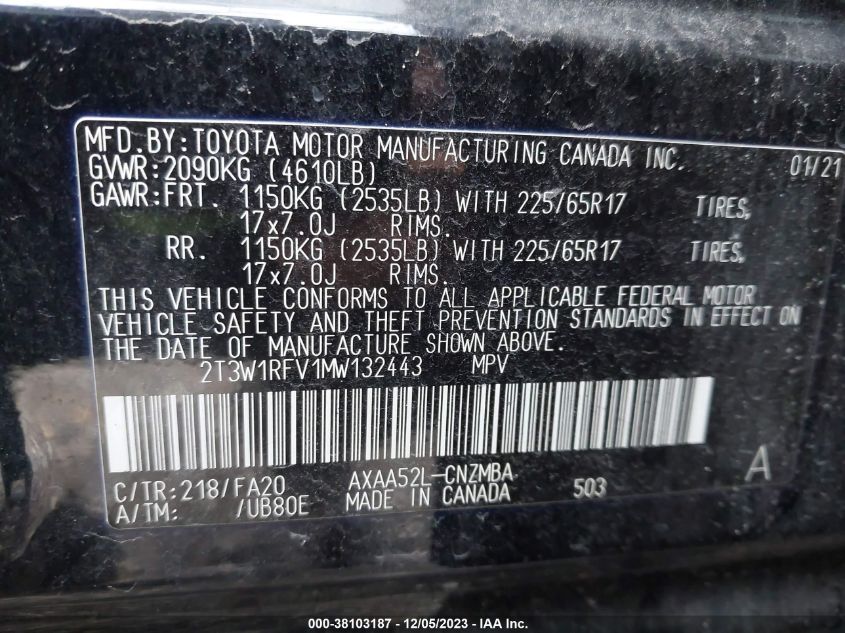 MFD.BY:TOYOTA MOTOR MANUFACTURING CANADA INC. 01/21
GVWR:2090KG (4610LB)
GAWR:FRT. 1150KG (2535LB) WITH 225/65R17 TIRES,
17x7.0J RIMS.
RR. 1150KG (2535LB) WITH 225/65R17 TIRES,
17x7.0J RIMS.
THIS VEHICLE CONFORMS TO ALL APPLICABLE FEDERAL MOTOR
VEHICLE SAFETY AND THEFT PREVENTION STANDARDS IN EFFECT ON
THE DATE OF MANUFACTURE SHOWN ABOVE.
2T3W1RFV1MW132443 MPV
C/TR:218/FA20 AXAA52L-CNZMBA A
A/TM: /UB80E MADE IN CANADA 503
000-38103187 - 12/05/2023 - IAA Inc.